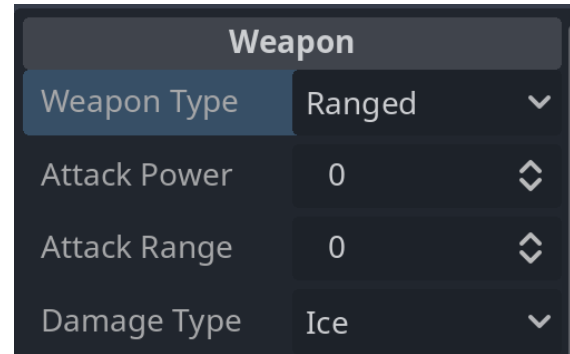 Weapon
Weapon Type Ranged
Attack Power 0
Attack Range 0
Damage Type Ice